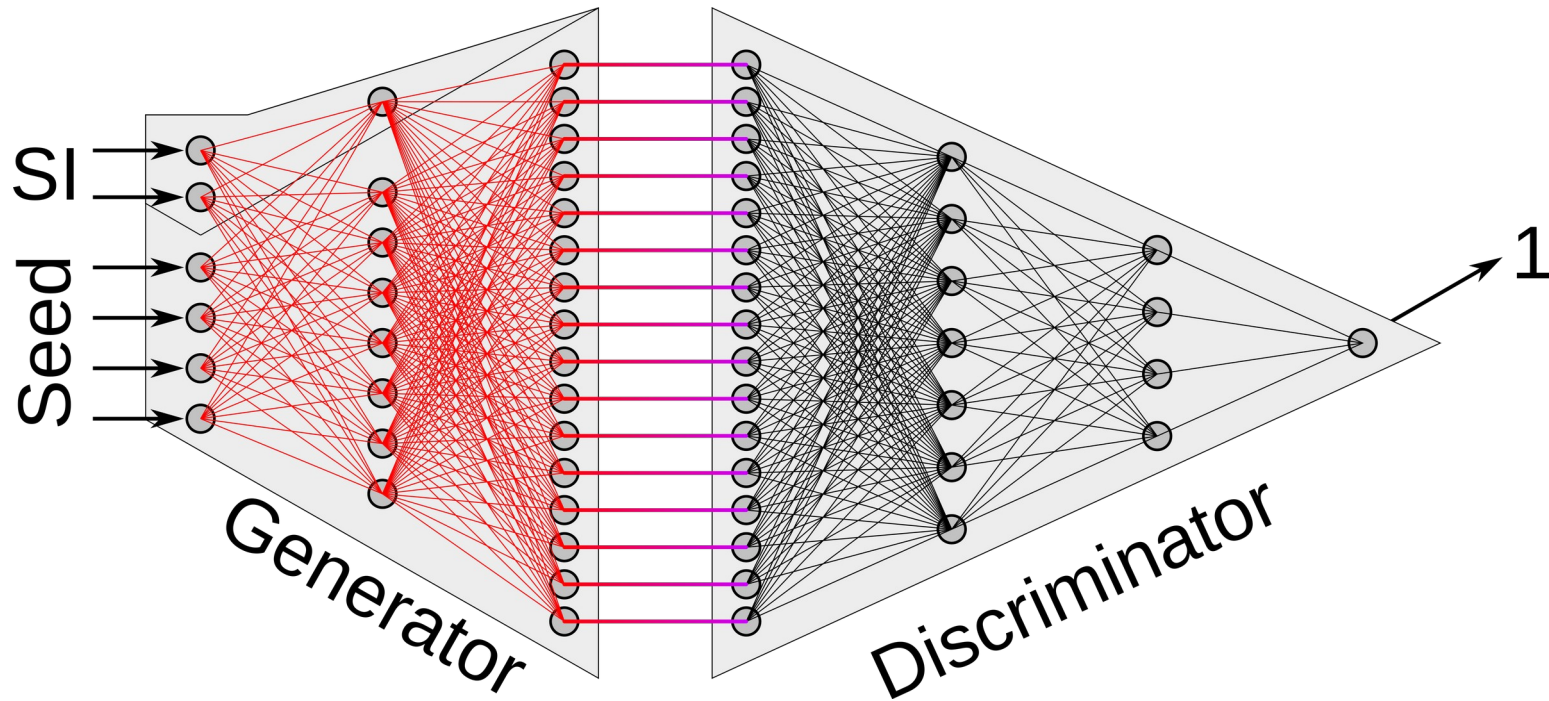 SI
Seed
Generator
Discriminator
1